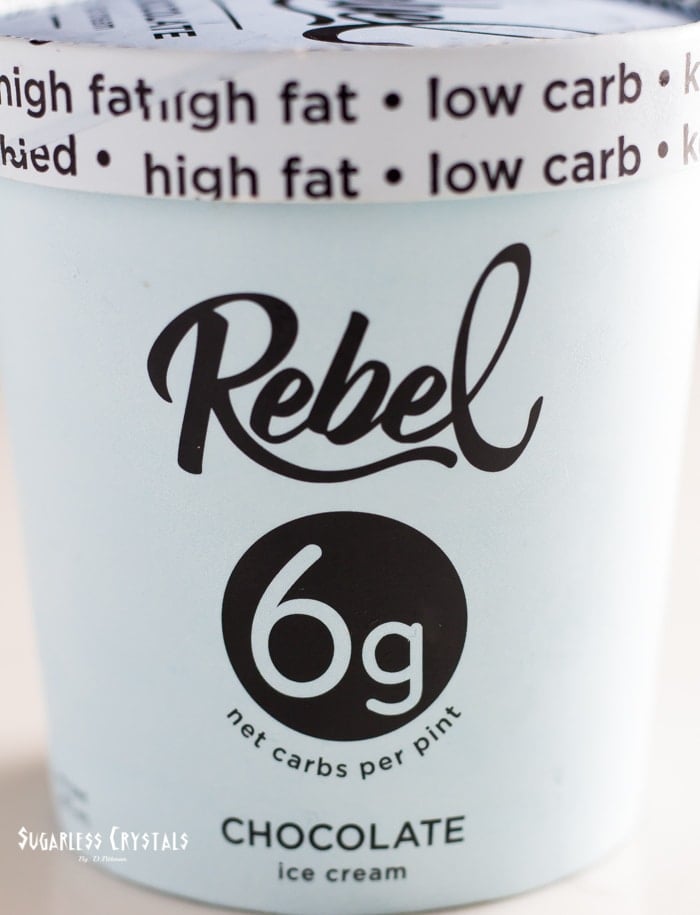 CHOCOLATE
high fat high fat • low carb •
high fat • low carb •
Rebel
6g
net carbs per pint
CHOCOLATE
ice cream
SUGARLESS CRYSTALS